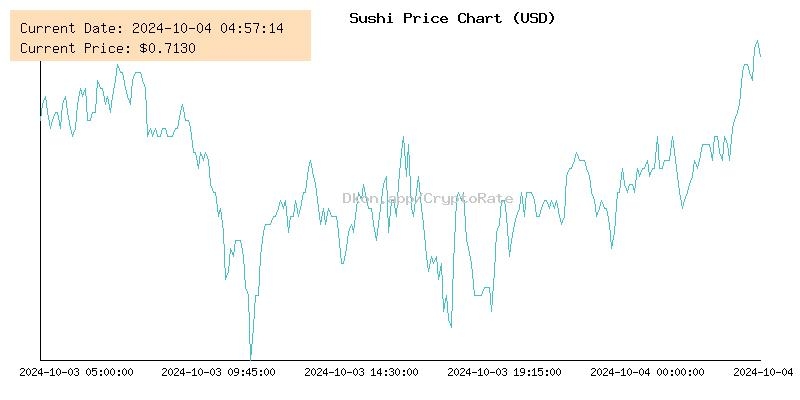 Sushi Price Chart (USD)
Current Date: 2024-10-04 04:57:14
Current Price: $0.7130
Dkon.app/CryptoRate
2024-10-03 05:00:00 2024-10-03 09:45:00 2024-10-03 14:30:00 2024-10-03 19:15:00 2024-10-04 00:00:00 2024-10-04